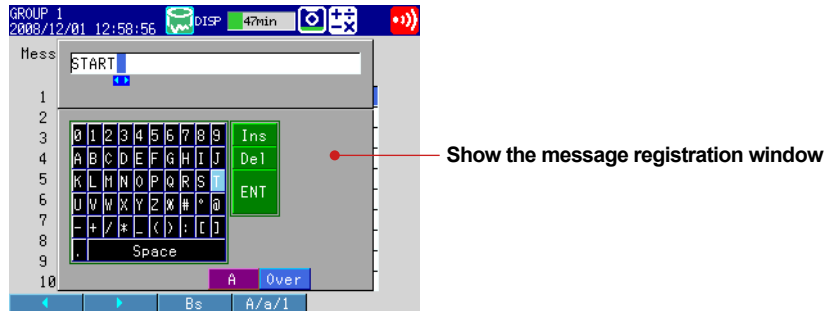 GROUP 1
2008/12/01 12:58:56 DISP 47min
Mess
START
1
2
3
4
5
6
7
8
9
10
0 1 2 3 4 5 6 7 8 9
A B C D E F G H I J
K L M N O P Q R S T
U V W X Y Z % # ° @
- + / * _ ( ) : [ ]
. Space
Ins
Del
ENT
A Over
Bs A/a/1
Show the message registration window